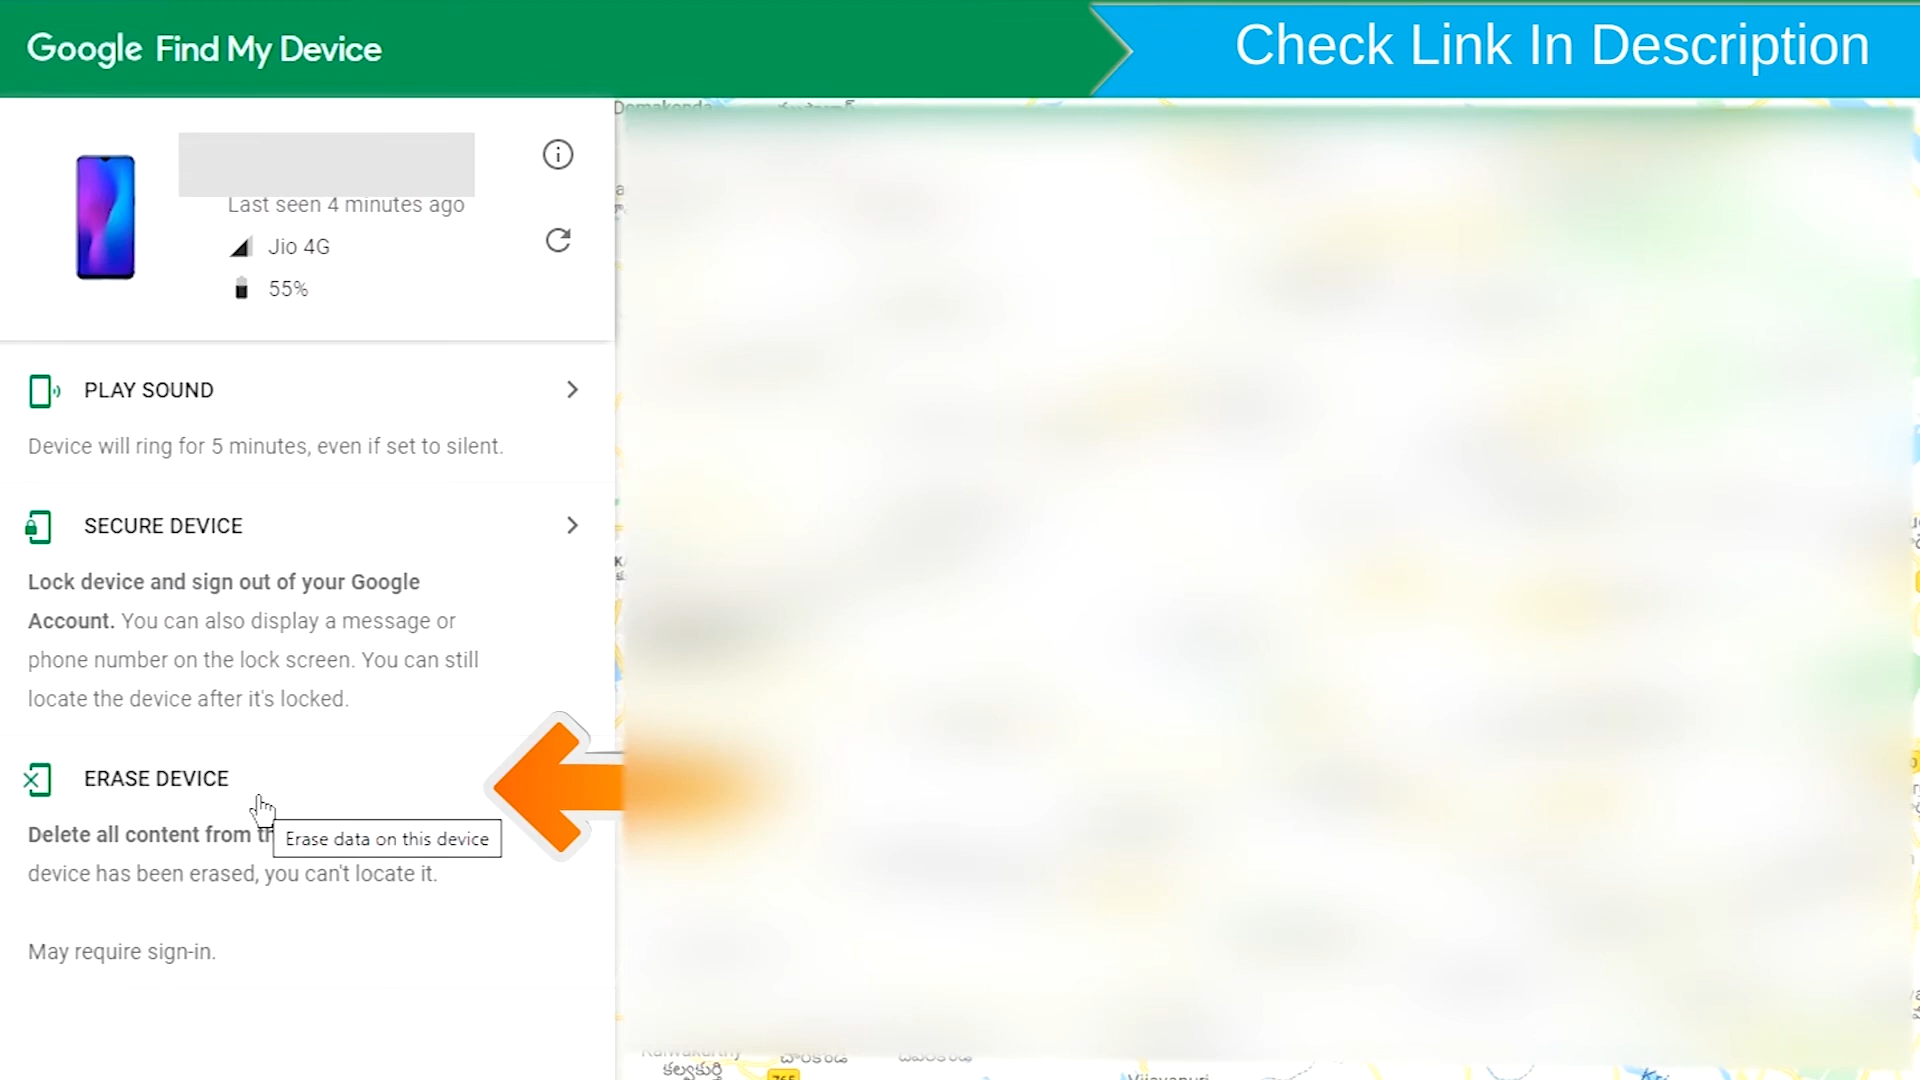 Google Find My Device
Check Link In Description
Last seen 4 minutes ago
Jio 4G
55%
PLAY SOUND
Device will ring for 5 minutes, even if set to silent.
SECURE DEVICE
Lock device and sign out of your Google
Account. You can also display a message or
phone number on the lock screen. You can still
locate the device after it's locked.
ERASE DEVICE
Delete all content from
Erase data on this device
device has been erased, you can't locate it.
May require sign-in.
కల్వకుర్తి
765